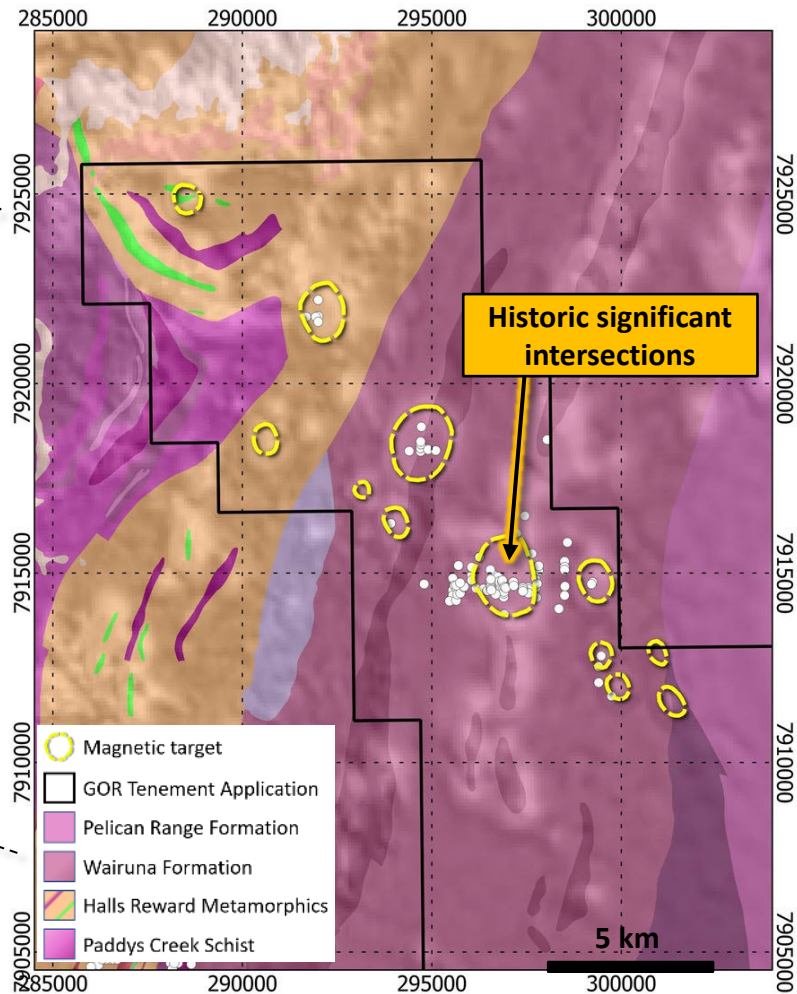 285000 290000 295000 300000
7925000 7925000
Historic significant
intersections
7920000 7920000
7915000 7915000
7910000 7910000
Magnetic target
GOR Tenement Application
Pelican Range Formation
Wairuna Formation
Halls Reward Metamorphics
Paddys Creek Schist
5 km
7905000 7905000
285000 290000 295000 300000